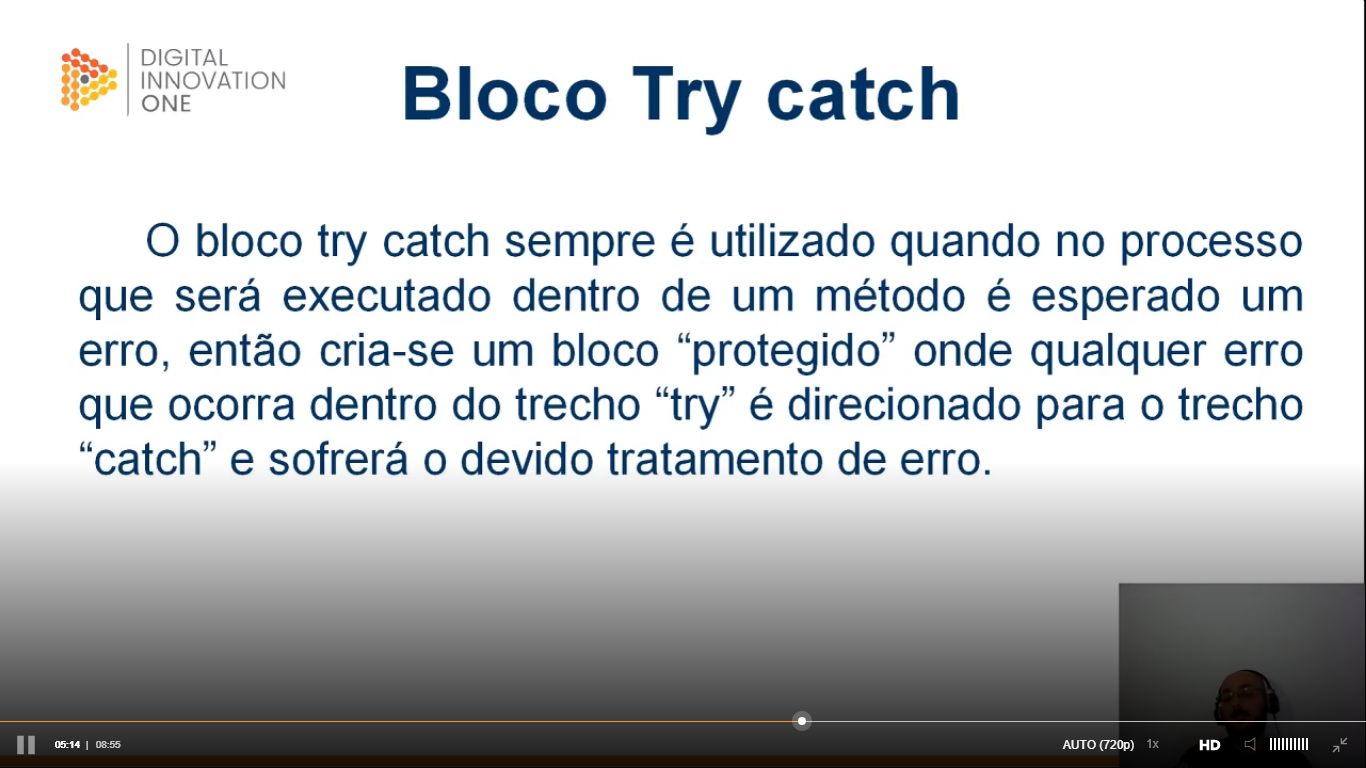 DIGITAL
INNOVATION
ONE
Bloco Try catch
O bloco try catch sempre é utilizado quando no processo
que será executado dentro de um método é esperado um
erro, então cria-se um bloco “protegido” onde qualquer erro
que ocorra dentro do trecho “try” é direcionado para o trecho
“catch” e sofrerá o devido tratamento de erro.
05:14 | 08:55 AUTO (720p) 1x HD